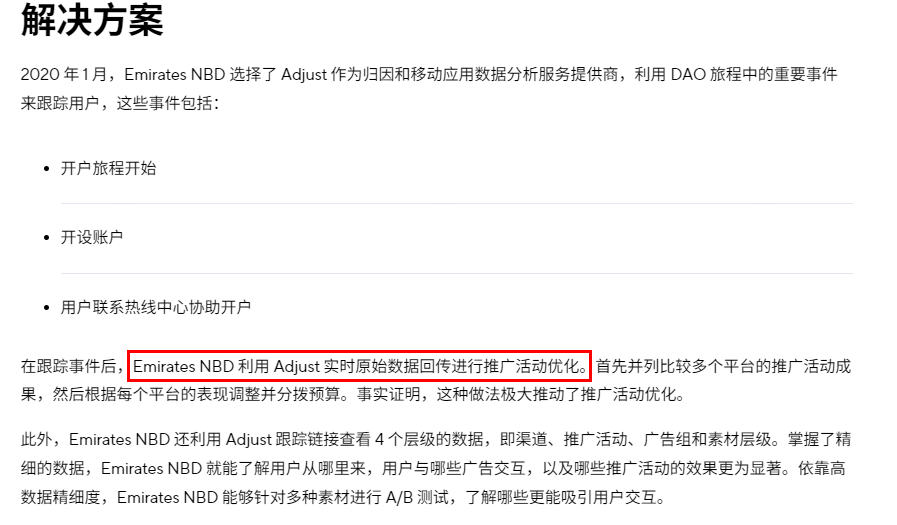 解决方案
2020 年 1 月，Emirates NBD 选择了 Adjust 作为归因和移动应用数据分析服务提供商，利用 DAO 旅程中的重要事件
来跟踪用户，这些事件包括：
• 开户旅程开始
• 开设账户
• 用户联系热线中心协助开户
在跟踪事件后，Emirates NBD 利用 Adjust 实时原始数据回传进行推广活动优化。首先并列比较多个平台的推广活动成
果，然后根据每个平台的表现调整并分拨预算。事实证明，这种做法极大推动了推广活动优化。
此外，Emirates NBD 还利用 Adjust 跟踪链接查看 4 个层级的数据，即渠道、推广活动、广告组和素材层级。掌握了精
细的数据，Emirates NBD 就能了解用户从哪里来，用户与哪些广告交互，以及哪些推广活动的效果更为显著。依靠高
数据精细度，Emirates NBD 能够针对多种素材进行 A/B 测试，了解哪些更能吸引用户交互。